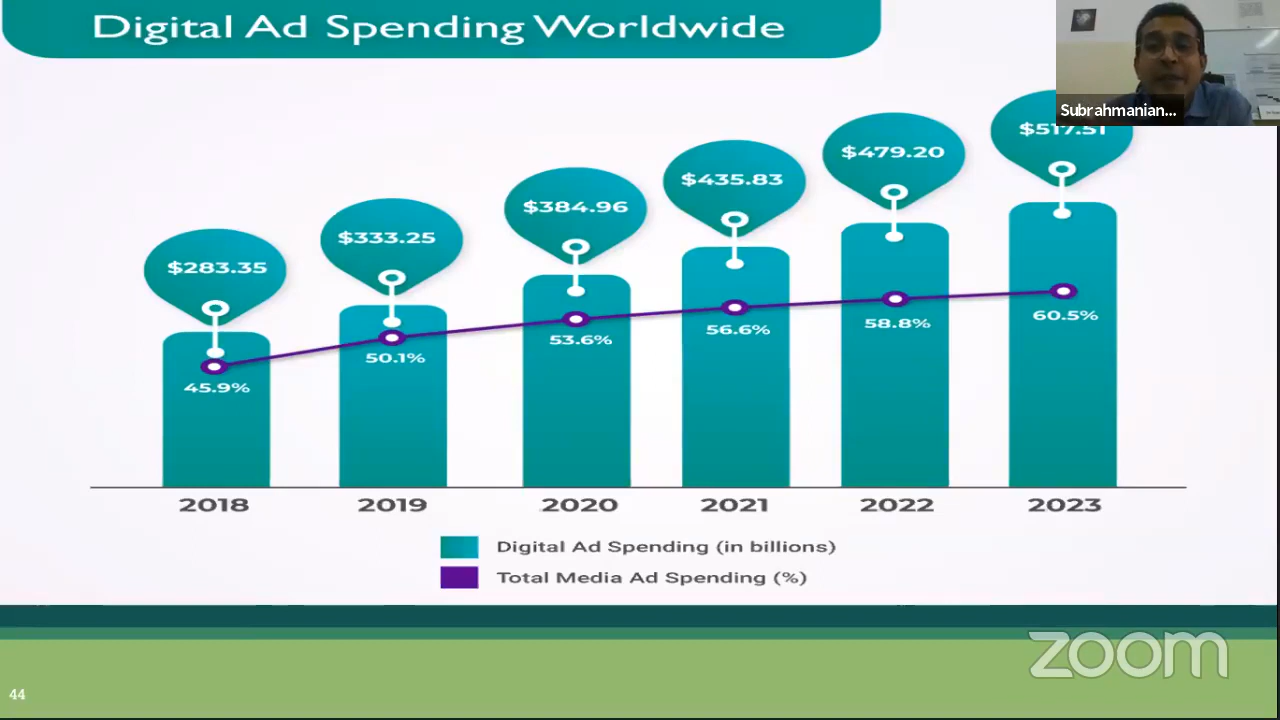 Digital Ad Spending Worldwide
Subrahmanian...
$517.51
$479.20
$435.83
$384.96
$333.25
$283.35
60.5%
58.8%
56.6%
53.6%
50.1%
45.9%
2018 2019 2020 2021 2022 2023
Digital Ad Spending (in billions)
Total Media Ad Spending (%)
zoom
44